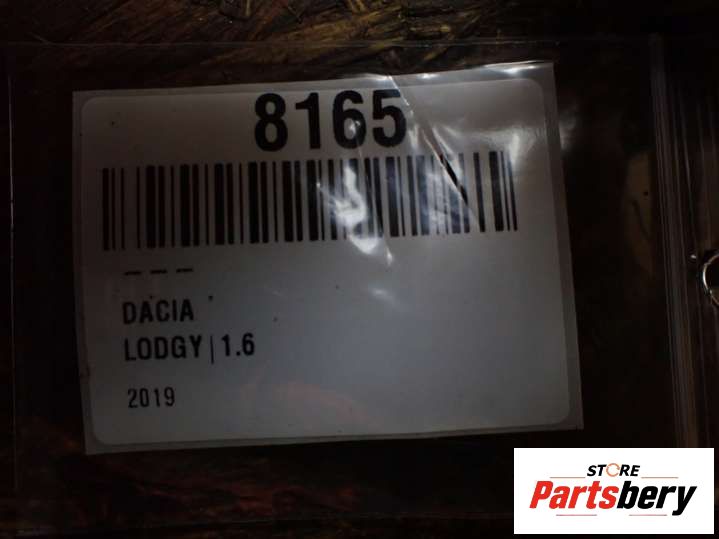 8165
---
DACIA
LODGY|1.6
2019
STORE
Partsbery